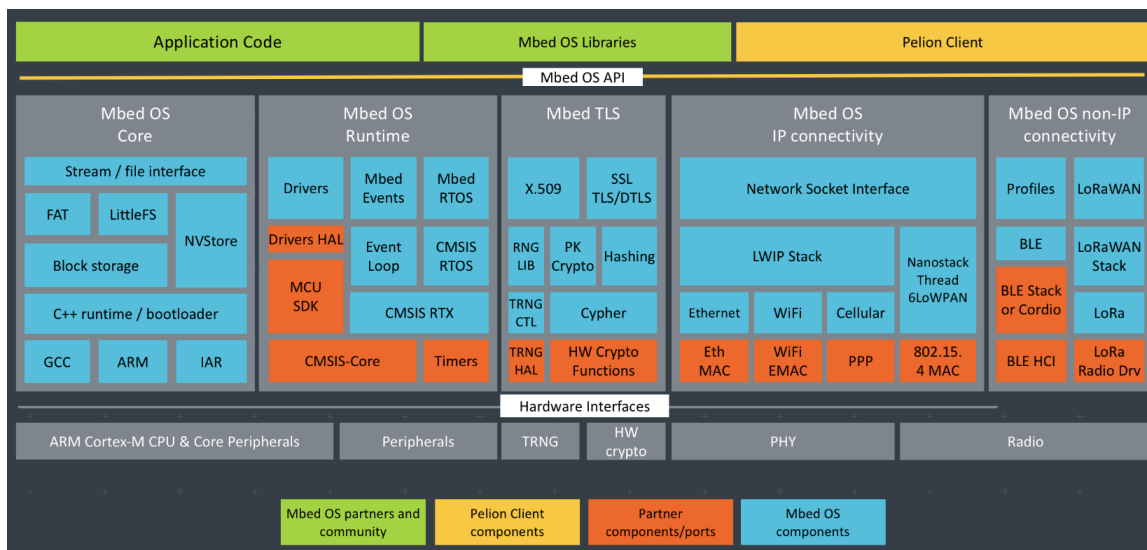 Application Code
Mbed OS Libraries
Pelion Client
Mbed OS API
Mbed OS
Core
Stream / file interface
FAT
LittleFS
NVStore
Block storage
C++ runtime / bootloader
GCC
ARM
IAR
Mbed OS
Runtime
Drivers
Mbed
Events
Mbed
RTOS
Drivers HAL
Event
Loop
CMSIS
RTOS
MCU
SDK
CMSIS RTX
CMSIS-Core
Timers
Mbed TLS
X.509
SSL
TLS/DTLS
RNG
LIB
PK
Crypto
Hashing
TRNG
CTL
Cypher
TRNG
HAL
HW Crypto
Functions
Mbed OS
IP connectivity
Network Socket Interface
LWIP Stack
Nanostack
Thread
6LoWPAN
Ethernet
WiFi
Cellular
Eth
MAC
WiFi
EMAC
PPP
802.15.
4 MAC
Mbed OS non-IP
connectivity
Profiles
LoRaWAN
BLE
LoRaWAN
Stack
BLE Stack
or Cordio
LoRa
BLE HCI
LoRa
Radio Drv
Hardware Interfaces
ARM Cortex-M CPU & Core Peripherals
Peripherals
TRNG
HW
crypto
PHY
Radio
Mbed OS partners and
community
Pelion Client
components
Partner
components/ports
Mbed OS
components